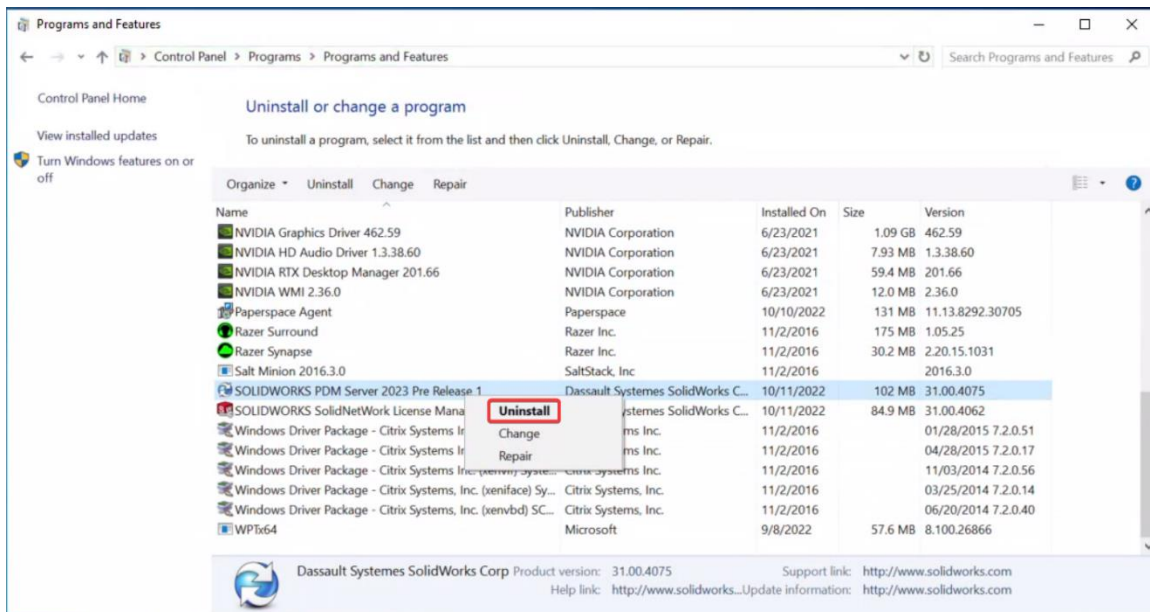 Programs and Features
Control Panel > Programs > Programs and Features
Search Programs and Features
Control Panel Home
View installed updates
Turn Windows features on or
off
Uninstall or change a program
To uninstall a program, select it from the list and then click Uninstall, Change, or Repair.
Organize Uninstall Change Repair
Name Publisher Installed On Size Version
NVIDIA Graphics Driver 462.59 NVIDIA Corporation 6/23/2021 1.09 GB 462.59
NVIDIA HD Audio Driver 1.3.38.60 NVIDIA Corporation 6/23/2021 7.93 MB 1.3.38.60
NVIDIA RTX Desktop Manager 201.66 NVIDIA Corporation 6/23/2021 59.4 MB 201.66
NVIDIA WMI 2.36.0 NVIDIA Corporation 6/23/2021 12.0 MB 2.36.0
Paperspace Agent Paperspace 10/10/2022 131 MB 11.13.8292.30705
Razer Surround Razer Inc. 11/2/2016 175 MB 1.05.25
Razer Synapse Razer Inc. 11/2/2016 30.2 MB 2.20.15.1031
Salt Minion 2016.3.0 SaltStack, Inc 11/2/2016 2016.3.0
SOLIDWORKS PDM Server 2023 Pre Release 1 Dassault Systemes SolidWorks C... 10/11/2022 102 MB 31.00.4075
SOLIDWORKS SolidNetWork License Mana ystemes SolidWorks C... 10/11/2022 84.9 MB 31.00.4062
Uninstall
Change
Repair
Windows Driver Package - Citrix Systems In ms Inc. 11/2/2016 01/28/2015 7.2.0.51
Windows Driver Package - Citrix Systems In ms Inc. 11/2/2016 04/28/2015 7.2.0.17
Windows Driver Package - Citrix Systems Inc. (xenvif) Syste... Citrix Systems Inc. 11/2/2016 11/03/2014 7.2.0.56
Windows Driver Package - Citrix Systems, Inc. (xeniface) Sy... Citrix Systems, Inc. 11/2/2016 03/25/2014 7.2.0.14
Windows Driver Package - Citrix Systems, Inc. (xenvbd) SC... Citrix Systems, Inc. 11/2/2016 06/20/2014 7.2.0.40
WPTx64 Microsoft 9/8/2022 57.6 MB 8.100.26866
Dassault Systemes SolidWorks Corp Product version: 31.00.4075 Support link: http://www.solidworks.com
Help link: http://www.solidworks... Update information: http://www.solidworks.com